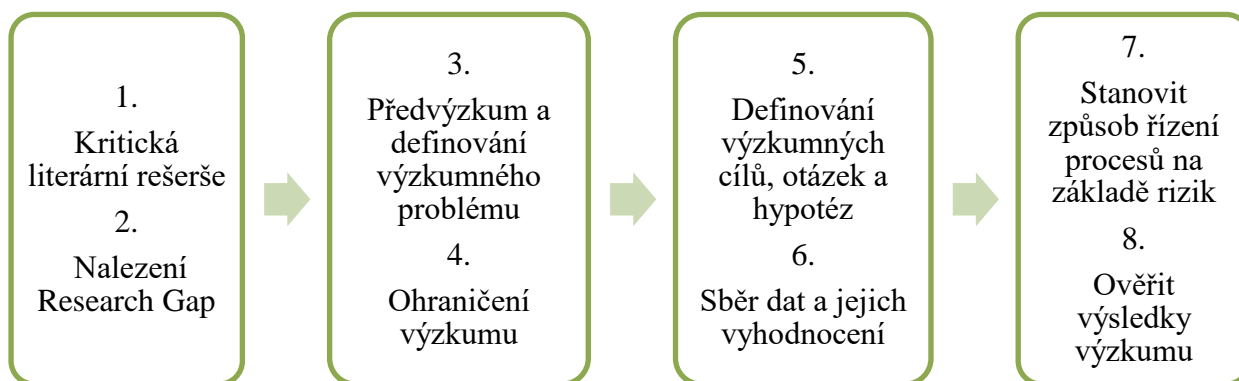 1.
Kritická
literární rešerše
2.
Nalezení
Research Gap
3.
Předvýzkum a
definování
výzkumného
problému
4.
Ohraničení
výzkumu
5.
Definování
výzkumných
cílů, otázek a
hypotéz
6.
Sběr dat a jejich
vyhodnocení
7.
Stanovit
způsob řízení
procesů na
základě rizik
8.
Ověřit
výsledky
výzkumu